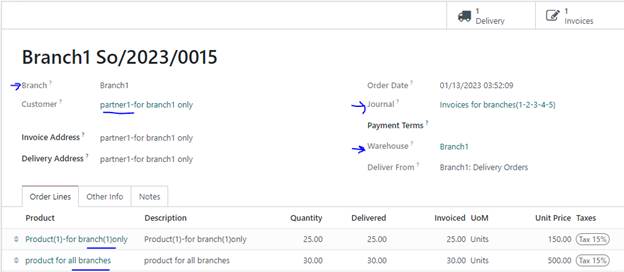 1 Delivery
1 Invoices
Branch1 So/2023/0015
Branch ? Branch1 Order Date ? 01/13/2023 03:52:09
Customer ? partner1-for branch1 only Journal ? Invoices for branches(1-2-3-4-5)
Payment Terms ?
Invoice Address ? partner1-for branch1 only Warehouse ? Branch1
Delivery Address ? partner1-for branch1 only Deliver From ? Branch1: Delivery Orders
Order Lines Other Info Notes
Product Description Quantity Delivered Invoiced UoM Unit Price Taxes
Product(1)-for branch(1)only Product(1)-for branch(1)only 25.00 25.00 25.00 Units 150.00 Tax 15%
product for all branches product for all branches 30.00 30.00 30.00 Units 500.00 Tax 15%